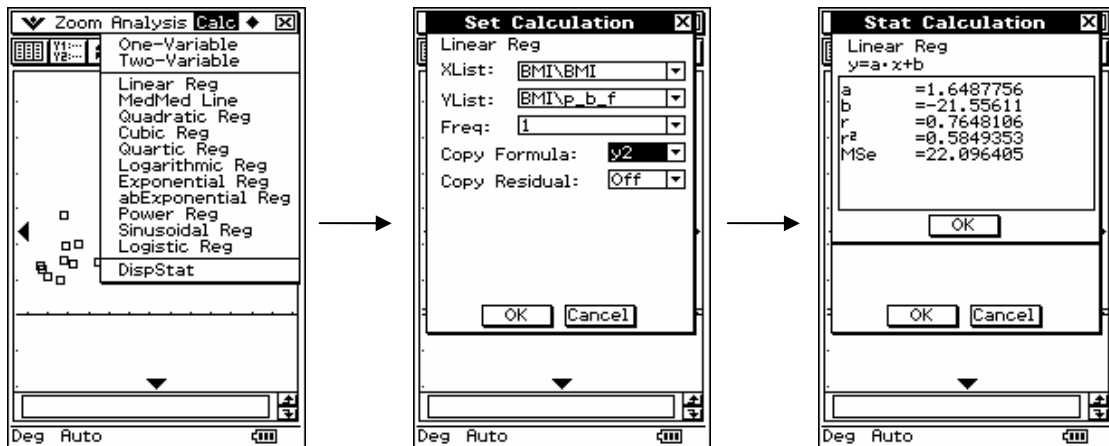 Zoom Analysis Calc
Y1:...
Y2:...
One-Variable
Two-Variable
Linear Reg
MedMed Line
Quadratic Reg
Cubic Reg
Quartic Reg
Logarithmic Reg
Exponential Reg
abExponential Reg
Power Reg
Sinusoidal Reg
Logistic Reg
DispStat
Deg Auto
Set Calculation
Linear Reg
XList: BMI\BMI
YList: BMI\p_b_f
Freq: 1
Copy Formula: y2
Copy Residual: Off
OK Cancel
Deg Auto
Stat Calculation
Linear Reg
y=a·x+b
a =1.6487756
b =-21.55611
r =0.7648106
r² =0.5849353
MSe =22.096405
OK
OK Cancel
Deg Auto